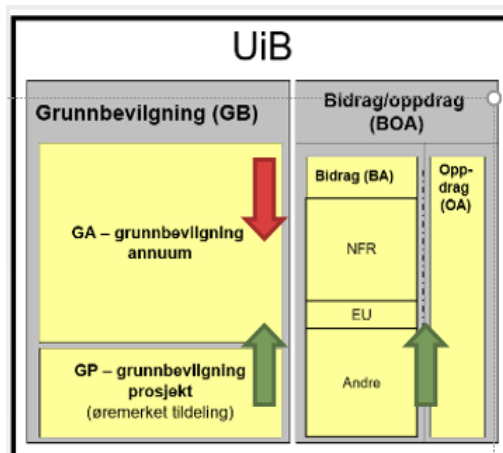 UiB
Grunnbevilgning (GB)
GA – grunnbevilgning
annuum
GP – grunnbevilgning
prosjekt
(øremerket tildeling)
Bidrag/oppdrag
(BOA)
Bidrag (BA)
NFR
EU
Andre
Opp-
drag
(OA)